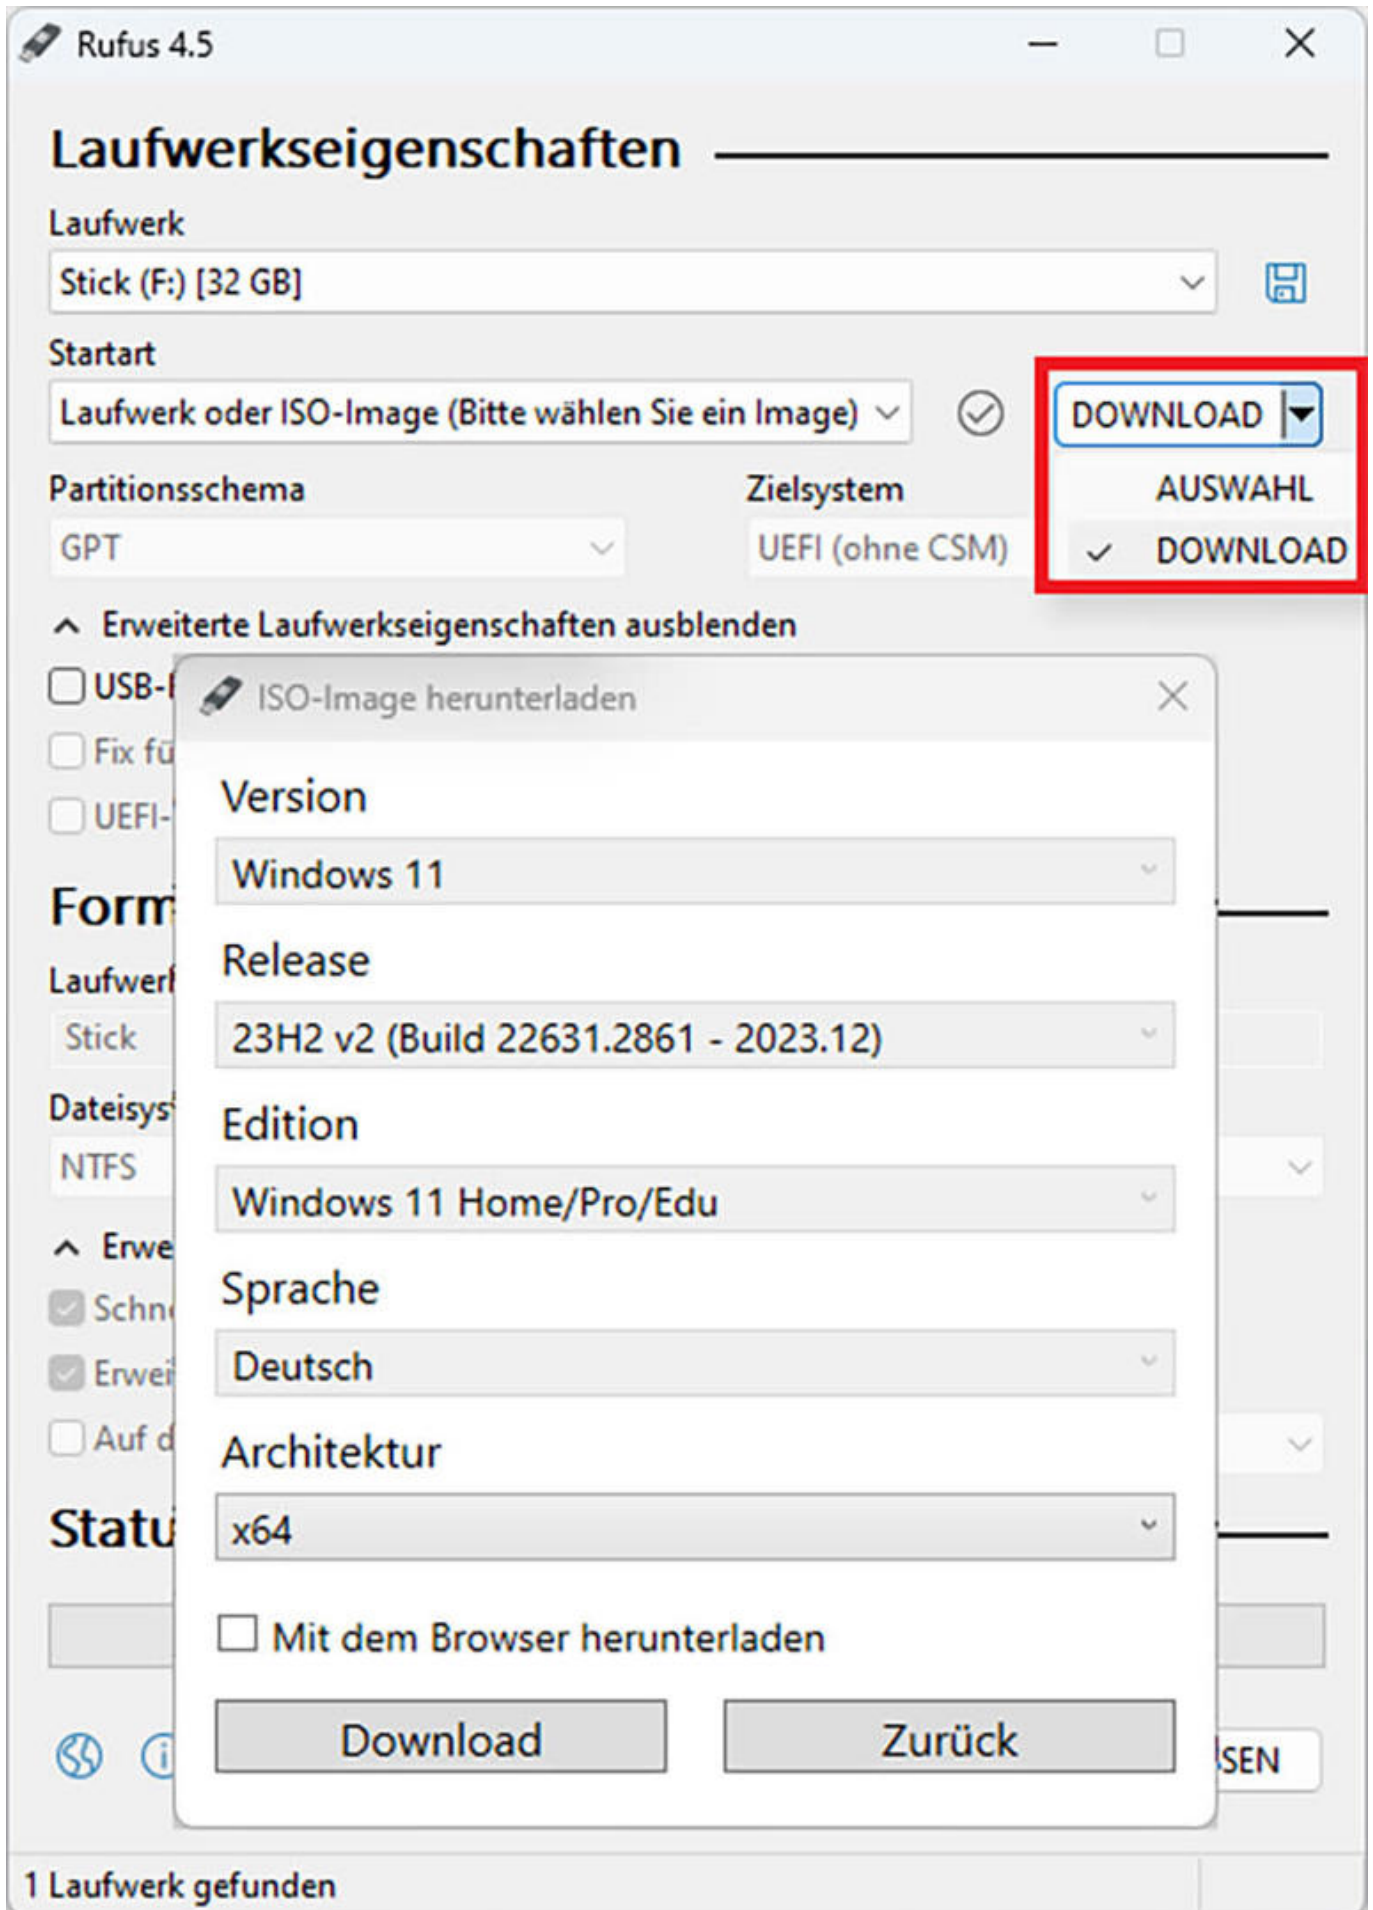 Rufus 4.5
Laufwerkseigenschaften
Laufwerk
Stick (F:) [32 GB]
Startart
Laufwerk oder ISO-Image (Bitte wählen Sie ein Image)
DOWNLOAD
AUSWAHL
DOWNLOAD
Partitionsschema
Zielsystem
GPT
UEFI (ohne CSM)
Erweiterte Laufwerkseigenschaften ausblenden
USB-
Fix fü
UEFI-
Form
Laufwer
Stick
Dateisys
NTFS
Erwe
Schn
Erwei
Auf d
Statu
ISO-Image herunterladen
Version
Windows 11
Release
23H2 v2 (Build 22631.2861 - 2023.12)
Edition
Windows 11 Home/Pro/Edu
Sprache
Deutsch
Architektur
x64
Mit dem Browser herunterladen
Download
Zurück
SEN
1 Laufwerk gefunden